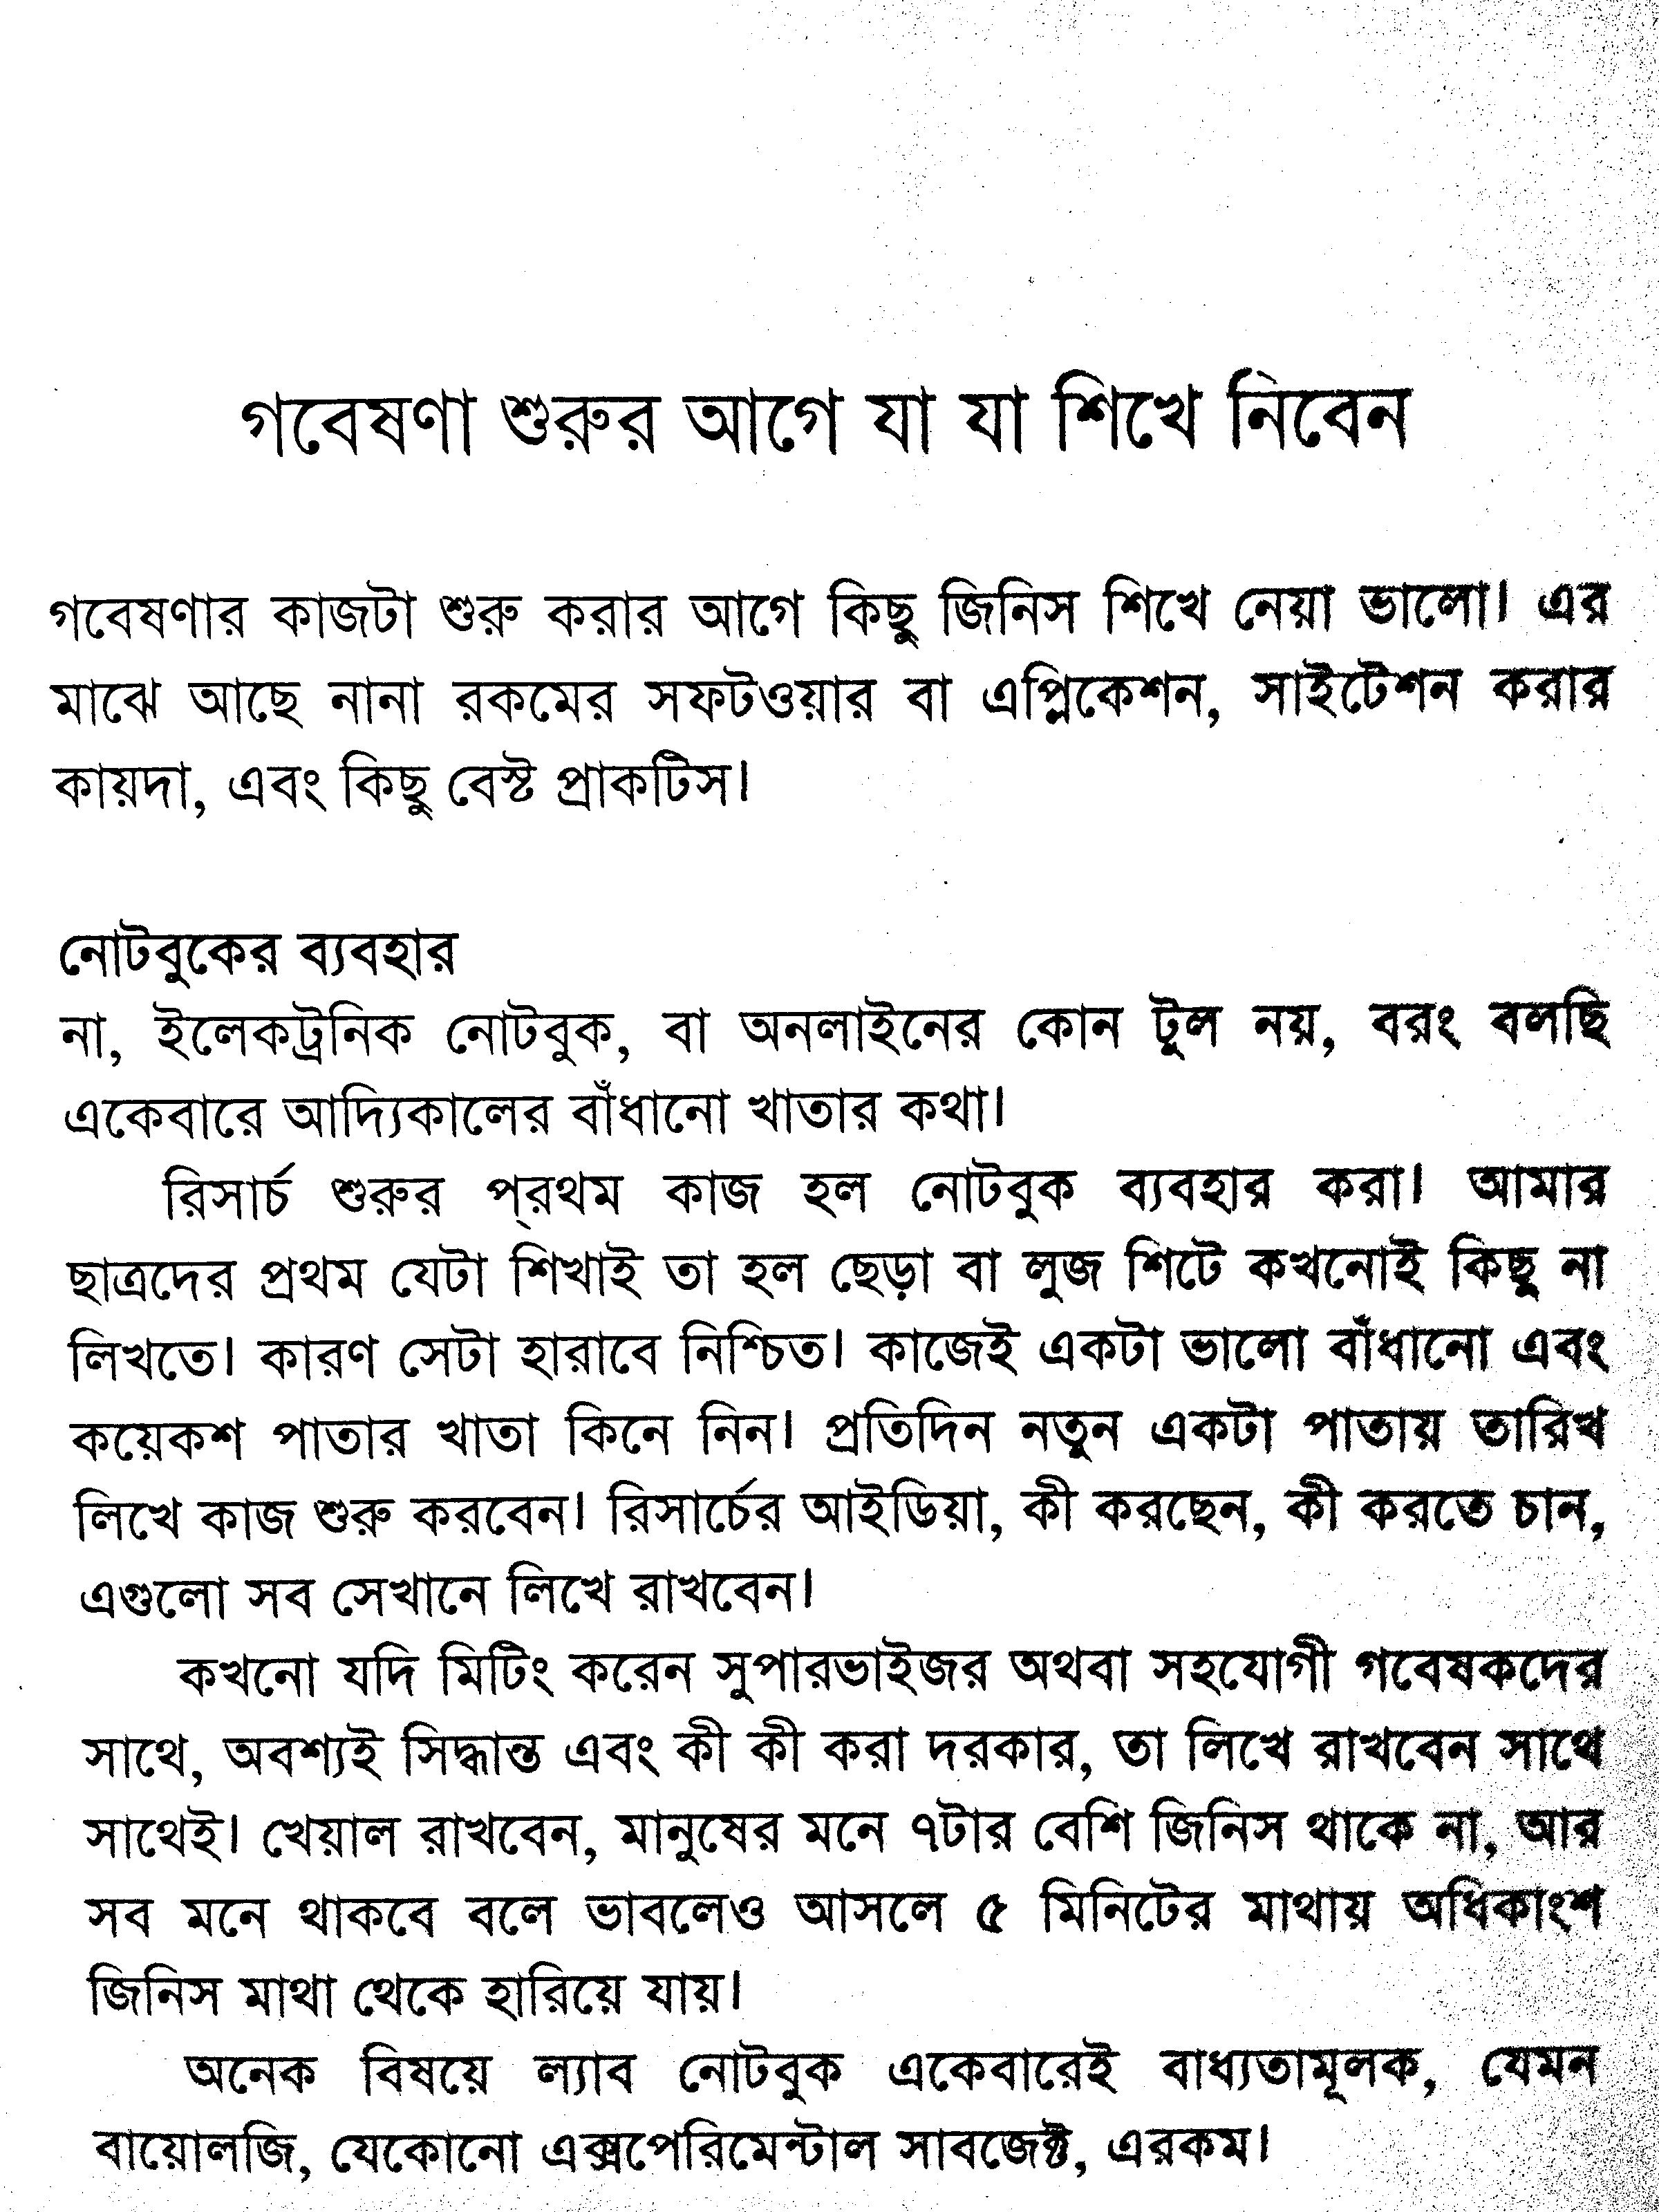 গবেষণা শুরুর আগে যা যা শিখে নিবেন
গবেষণার কাজটা শুরু করার আগে কিছু জিনিস শিখে নেয়া ভালো। এর
মাঝে আছে নানা রকমের সফটওয়ার বা এপ্লিকেশন, সাইটেশন করার
কায়দা, এবং কিছু বেস্ট প্রাকটিস।
নোটবুকের ব্যবহার
না, ইলেকট্রনিক নোটবুক, বা অনলাইনের কোন টুল নয়, বরং বলছি
একেবারে আদ্যিকালের বাঁধানো খাতার কথা।
রিসার্চ শুরুর প্‌রথম কাজ হল নোটবুক ব্যবহার করা। আমার
ছাত্রদের প্রথম যেটা শিখাই তা হল ছেড়া বা লুজ শিটে কখনোই কিছু না
লিখতে। কারণ সেটা হারাবে নিশ্চিত। কাজেই একটা ভালো বাঁধানো এবং
কয়েকশ পাতার খাতা কিনে নিন। প্রতিদিন নতুন একটা পাতায় তারিখ
লিখে কাজ শুরু করবেন। রিসার্চের আইডিয়া, কী করছেন, কী করতে চান,
এগুলো সব সেখানে লিখে রাখবেন।
কখনো যদি মিটিং করেন সুপারভাইজর অথবা সহযোগী গবেষকদের
সাথে, অবশ্যই সিদ্ধান্ত এবং কী কী করা দরকার, তা লিখে রাখবেন সাথে
সাথেই। খেয়াল রাখবেন, মানুষের মনে ৭টার বেশি জিনিস থাকে না, আর
সব মনে থাকবে বলে ভাবলেও আসলে ৫ মিনিটের মাথায় অধিকাংশ
জিনিস মাথা থেকে হারিয়ে যায়।
অনেক বিষয়ে ল্যাব নোটবুক একেবারেই বাধ্যতামূলক, যেমন
বায়োলজি, যেকোনো এক্সপেরিমেন্টাল সাবজেক্ট, এরকম।